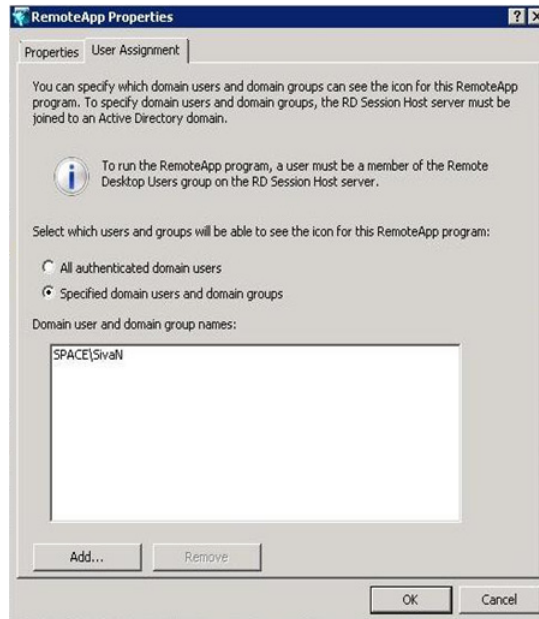 RemoteApp Properties
Properties User Assignment
You can specify which domain users and domain groups can see the icon for this RemoteApp
program. To specify domain users and domain groups, the RD Session Host server must be
joined to an Active Directory domain.
To run the RemoteApp program, a user must be a member of the Remote
Desktop Users group on the RD Session Host server.
Select which users and groups will be able to see the icon for this RemoteApp program:
All authenticated domain users
Specified domain users and domain groups
Domain user and domain group names:
SPACE\SivaN
Add... Remove
OK Cancel